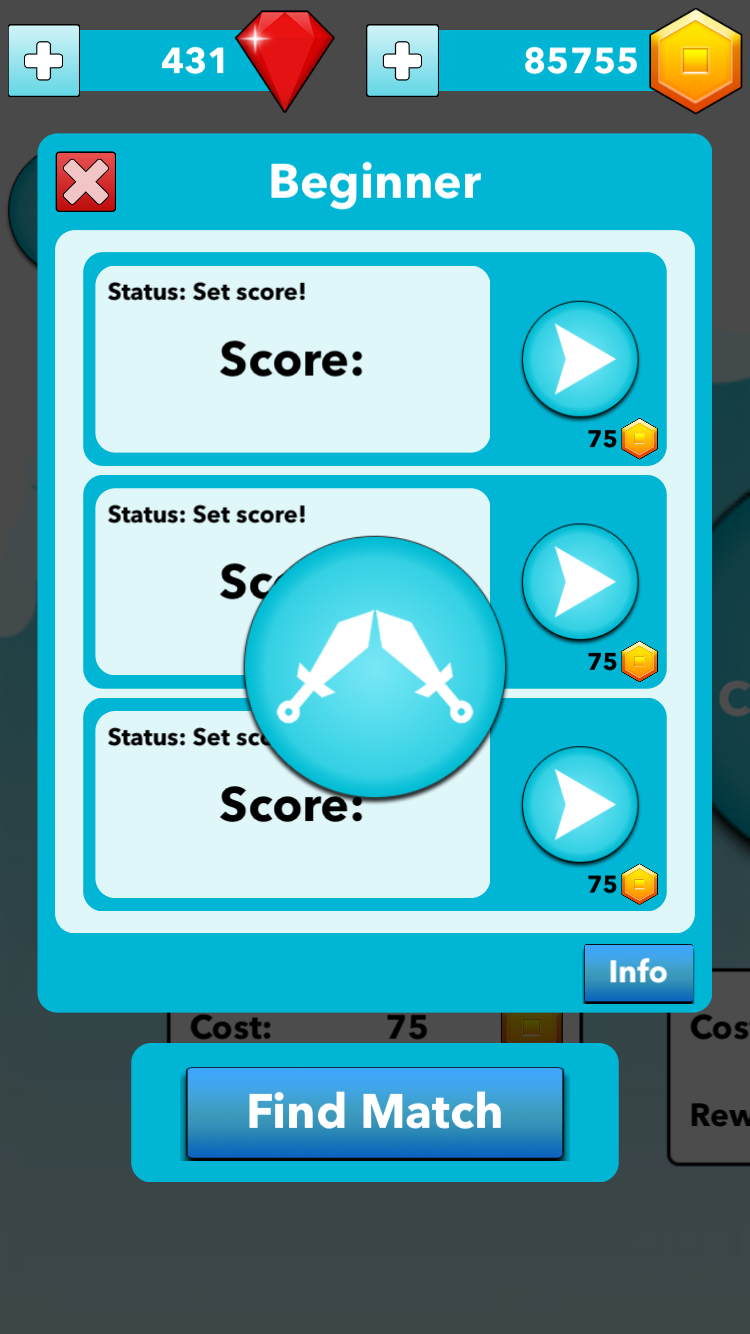 431
85755
Beginner
Status: Set score!
Score:
75
Status: Set score!
Sc
75
Status: Set sc
Score:
75
Info
Cost:
75
Cos
Rew
Find Match